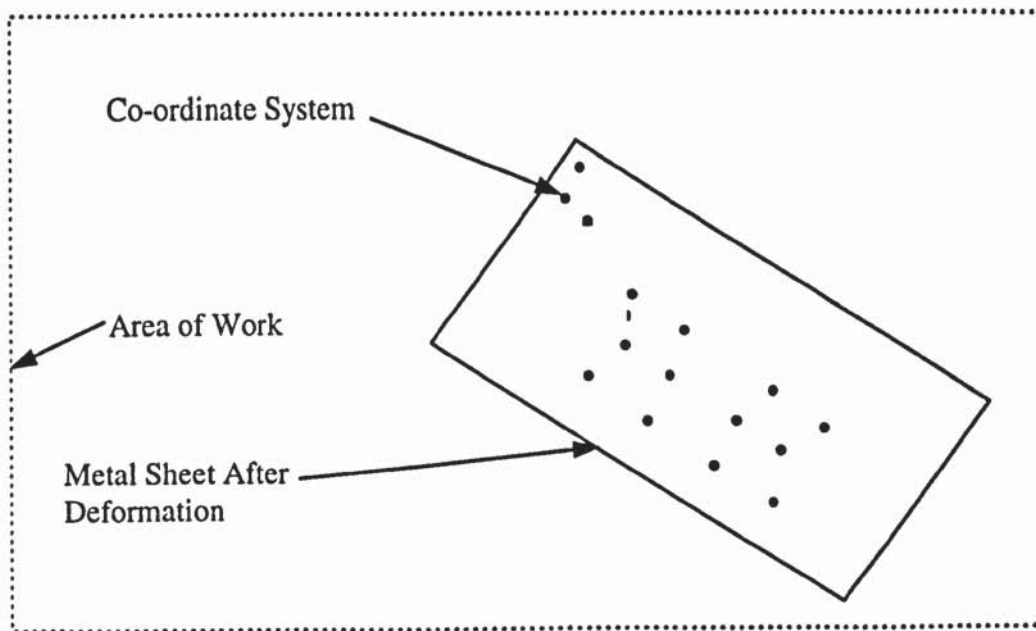 Co-ordinate System
Area of Work
Metal Sheet After
Deformation